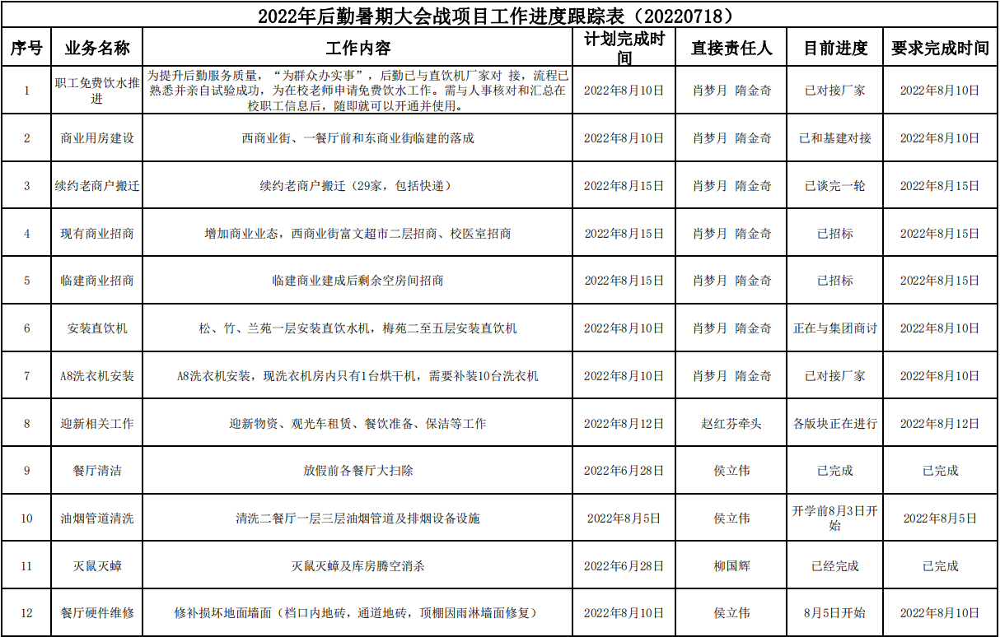 2022年后勤暑期大会战项目工作进度跟踪表（20220718）
序号 业务名称 工作内容 计划完成时间 直接责任人 目前进度 要求完成时间
1 职工免费饮水推进 为提升后勤服务质量，“为群众办实事”，后勤已与直饮机厂家对 接，流程已熟悉并亲自试验成功，为在校老师申请免费饮水工作。需与人事核对和汇总在校职工信息后，随即就可以开通并使用。 2022年8月10日 肖梦月 隋金奇 已对接厂家 2022年8月10日
2 商业用房建设 西商业街、一餐厅前和东商业街临建的落成 2022年8月10日 肖梦月 隋金奇 已和基建对接 2022年8月10日
3 续约老商户搬迁 续约老商户搬迁（29家，包括快递） 2022年8月15日 肖梦月 隋金奇 已谈完一轮 2022年8月15日
4 现有商业招商 增加商业业态，西商业街富文超市二层招商、校医室招商 2022年8月15日 肖梦月 隋金奇 已招标 2022年8月15日
5 临建商业招商 临建商业建成后剩余空房间招商 2022年8月15日 肖梦月 隋金奇 已招标 2022年8月15日
6 安装直饮机 松、竹、兰苑一层安装直饮水机，梅苑二至五层安装直饮机 2022年8月10日 肖梦月 隋金奇 正在与集团商讨 2022年8月10日
7 A8洗衣机安装 A8洗衣机安装，现洗衣机房内只有1台烘干机，需要补装10台洗衣机 2022年8月10日 肖梦月 隋金奇 已对接厂家 2022年8月10日
8 迎新相关工作 迎新物资、观光车租赁、餐饮准备、保洁等工作 2022年8月12日 赵红芬牵头 各版块正在进行 2022年8月12日
9 餐厅清洁 放假前各餐厅大扫除 2022年6月28日 侯立伟 已完成 已完成
10 油烟管道清洗 清洗二餐厅一层三层油烟管道及排烟设备设施 2022年8月5日 侯立伟 开学前8月3日开始 2022年8月5日
11 灭鼠灭蟑 灭鼠灭蟑及库房腾空消杀 2022年6月28日 柳国辉 已经完成 已完成
12 餐厅硬件维修 修补损坏地面墙面（档口内地砖，通道地砖，顶棚因雨淋墙面修复） 2022年8月10日 侯立伟 8月5日开始 2022年8月10日